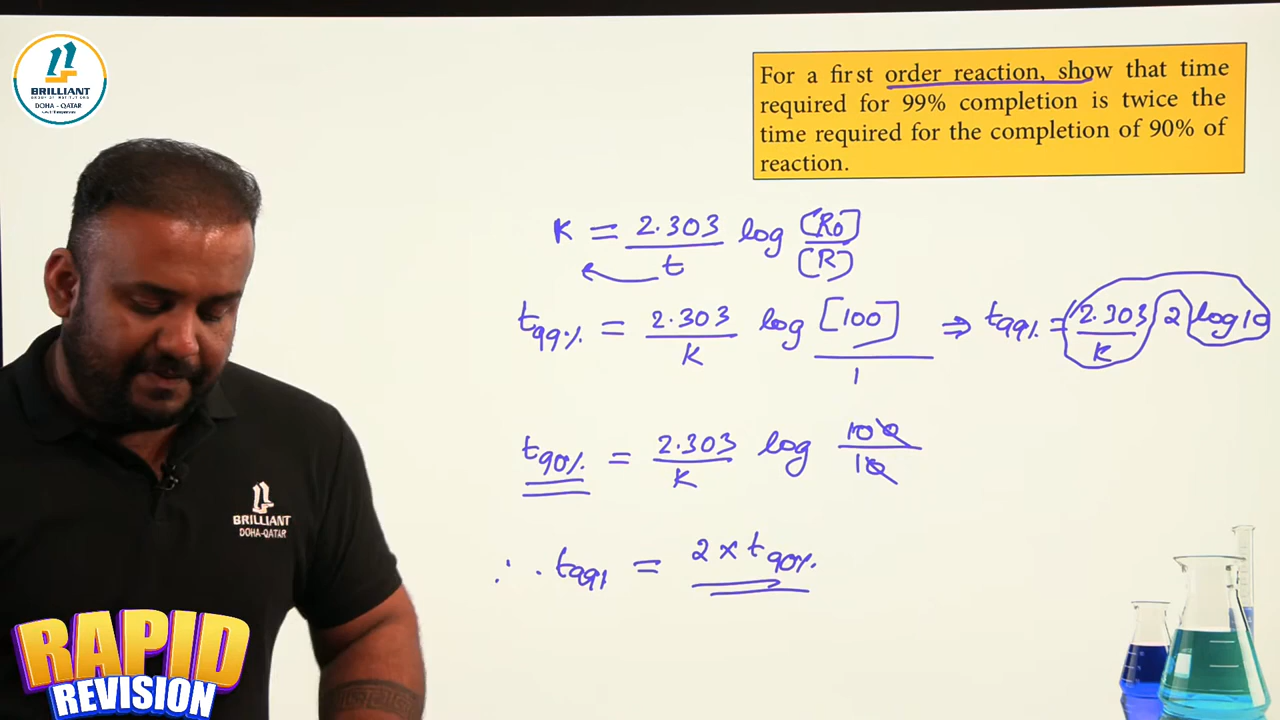 BRILLIANT
DOHA - QATAR
For a first order reaction, show that time
required for 99% completion is twice the
time required for the completion of 90% of
reaction.
K = 2.303/t log [R₀]/[R]
t99% = 2.303/K log [100]/1 ⇒ t99% = 2.303/K 2 log 10
t90% = 2.303/K log 100/10
∴ t99% = 2 × t90%
BRILLIANT
DOHA-QATAR
RAPID
REVISION